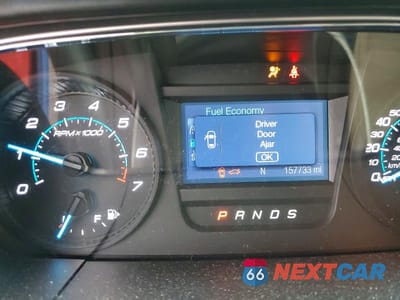 Fuel Economy
Driver
Door
Ajar
OK
N 157733 mi
P R N D S
0
1
2
3
4
5
6
7
RPM x 1000
F
40
20
0
66 NEXTCAR